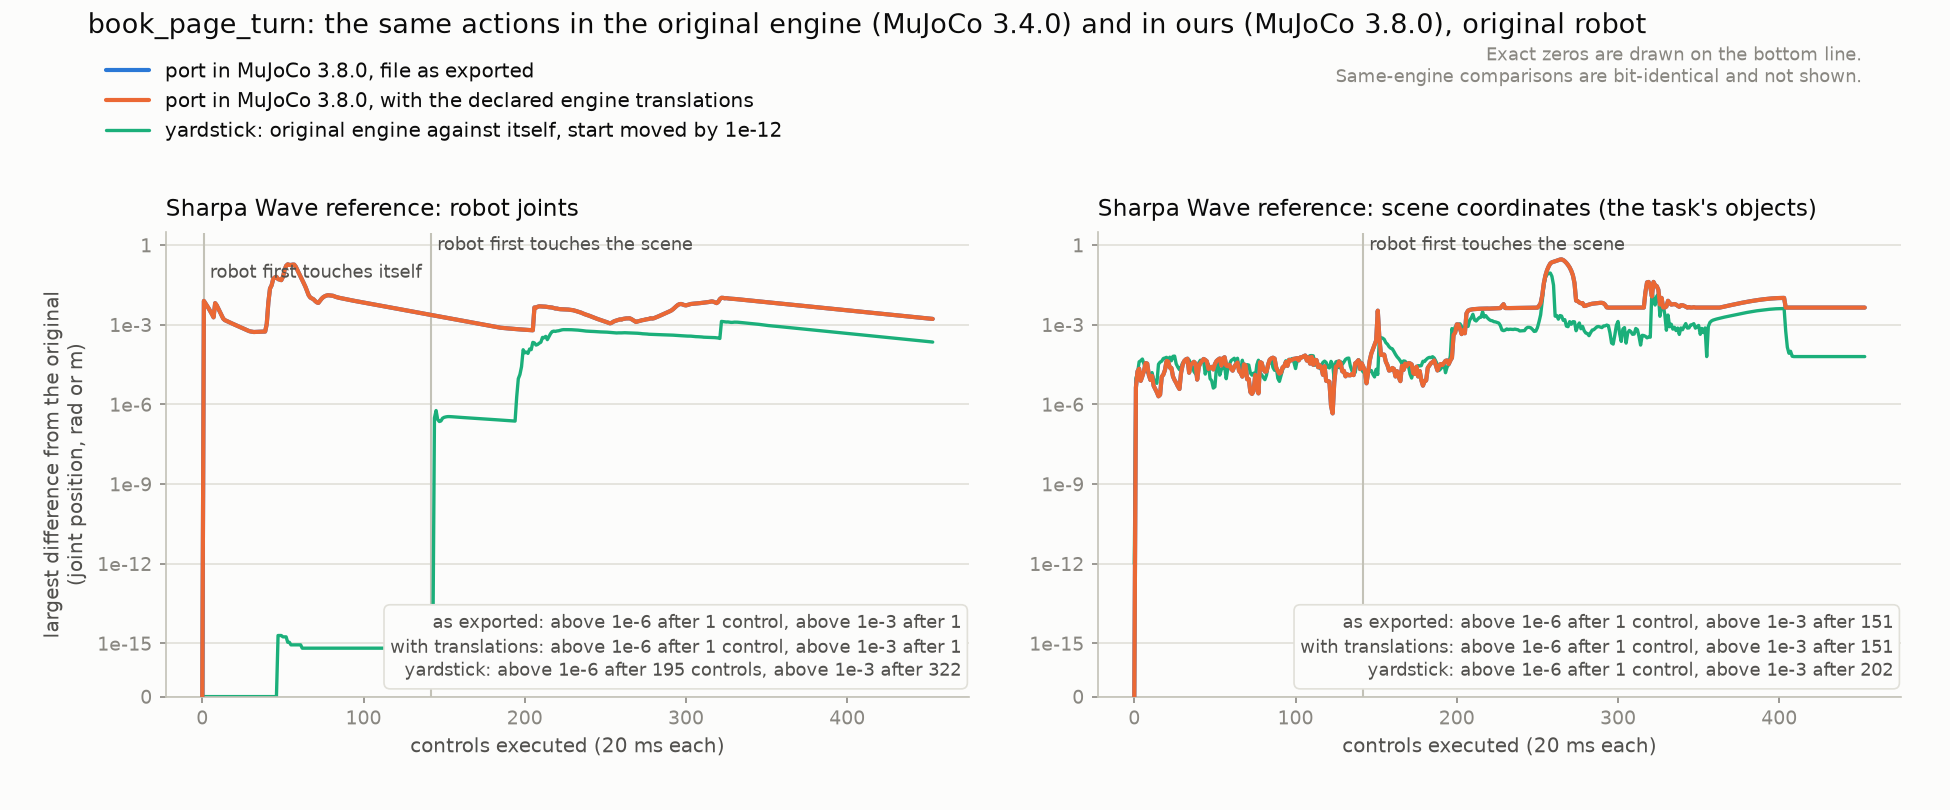 book_page_turn: the same actions in the original engine (MuJoCo 3.4.0) and in ours (MuJoCo 3.8.0), original robot
Exact zeros are drawn on the bottom line.
Same-engine comparisons are bit-identical and not shown.
port in MuJoCo 3.8.0, file as exported
port in MuJoCo 3.8.0, with the declared engine translations
yardstick: original engine against itself, start moved by 1e-12
Sharpa Wave reference: robot joints
robot first touches the scene
robot first touches itself
largest difference from the original
(joint position, rad or m)
1
1e-3
1e-6
1e-9
1e-12
1e-15
0
as exported: above 1e-6 after 1 control, above 1e-3 after 1
with translations: above 1e-6 after 1 control, above 1e-3 after 1
yardstick: above 1e-6 after 195 controls, above 1e-3 after 322
0 100 200 300 400
controls executed (20 ms each)
Sharpa Wave reference: scene coordinates (the task's objects)
robot first touches the scene
1
1e-3
1e-6
1e-9
1e-12
1e-15
0
as exported: above 1e-6 after 1 control, above 1e-3 after 151
with translations: above 1e-6 after 1 control, above 1e-3 after 151
yardstick: above 1e-6 after 1 control, above 1e-3 after 202
0 100 200 300 400
controls executed (20 ms each)